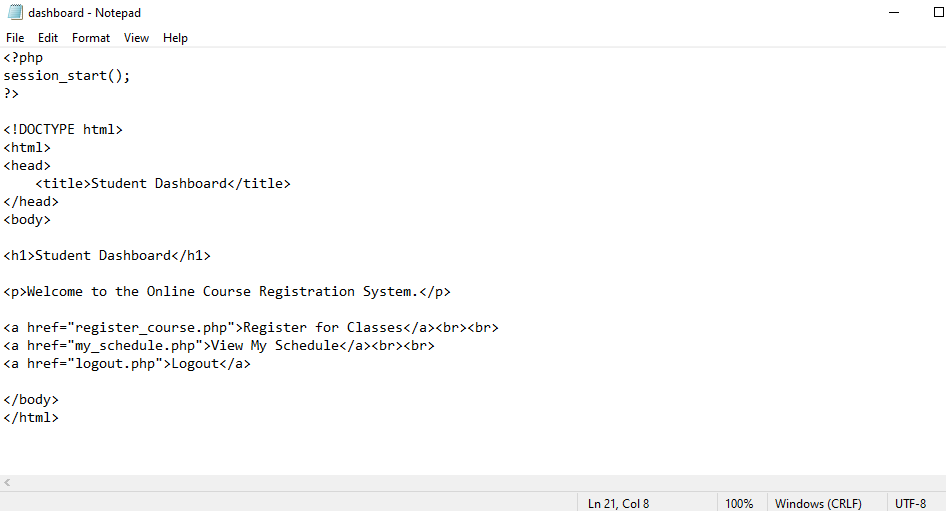 dashboard - Notepad
File Edit Format View Help
<?php
session_start();
?>
<!DOCTYPE html>
<html>
<head>
    <title>Student Dashboard</title>
</head>
<body>
<h1>Student Dashboard</h1>
<p>Welcome to the Online Course Registration System.</p>
<a href="register_course.php">Register for Classes</a><br><br>
<a href="my_schedule.php">View My Schedule</a><br><br>
<a href="logout.php">Logout</a>
</body>
</html>
Ln 21, Col 8 100% Windows (CRLF) UTF-8